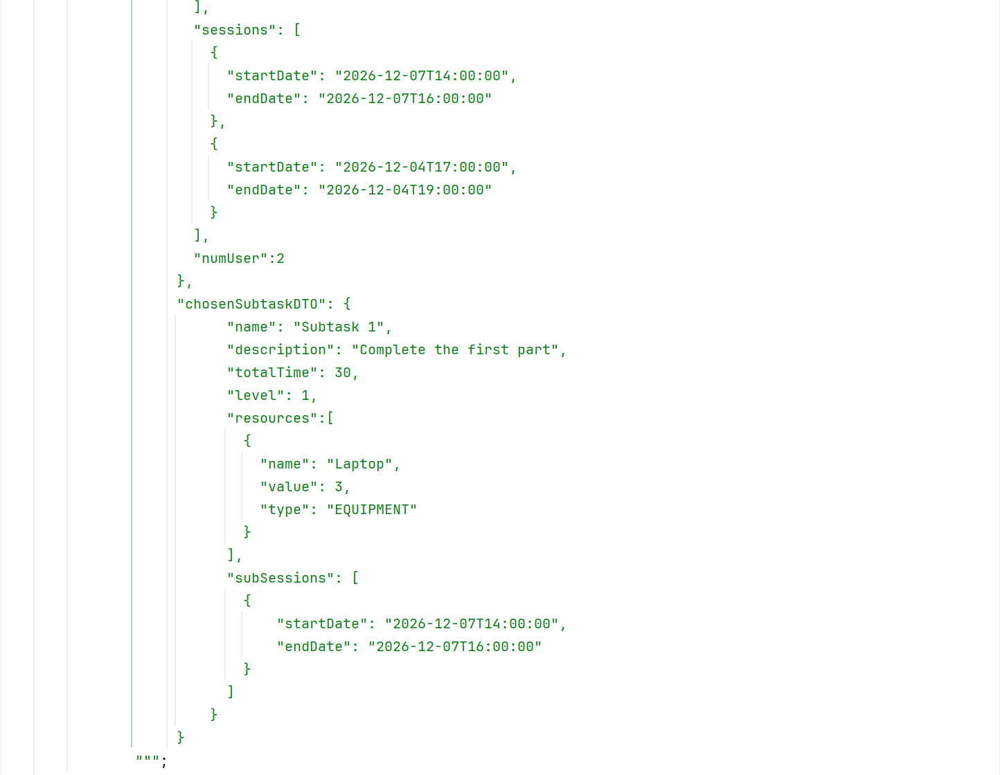 ],
"sessions": [
{
"startDate": "2026-12-07T14:00:00",
"endDate": "2026-12-07T16:00:00"
},
{
"startDate": "2026-12-04T17:00:00",
"endDate": "2026-12-04T19:00:00"
}
],
"numUser":2
},
"chosenSubtaskDTO": {
"name": "Subtask 1",
"description": "Complete the first part",
"totalTime": 30,
"level": 1,
"resources":[
{
"name": "Laptop",
"value": 3,
"type": "EQUIPMENT"
}
],
"subSessions": [
{
"startDate": "2026-12-07T14:00:00",
"endDate": "2026-12-07T16:00:00"
}
]
}
}
""";